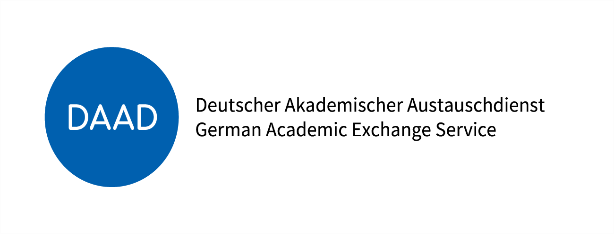 DAAD
Deutscher Akademischer Austauschdienst
German Academic Exchange Service